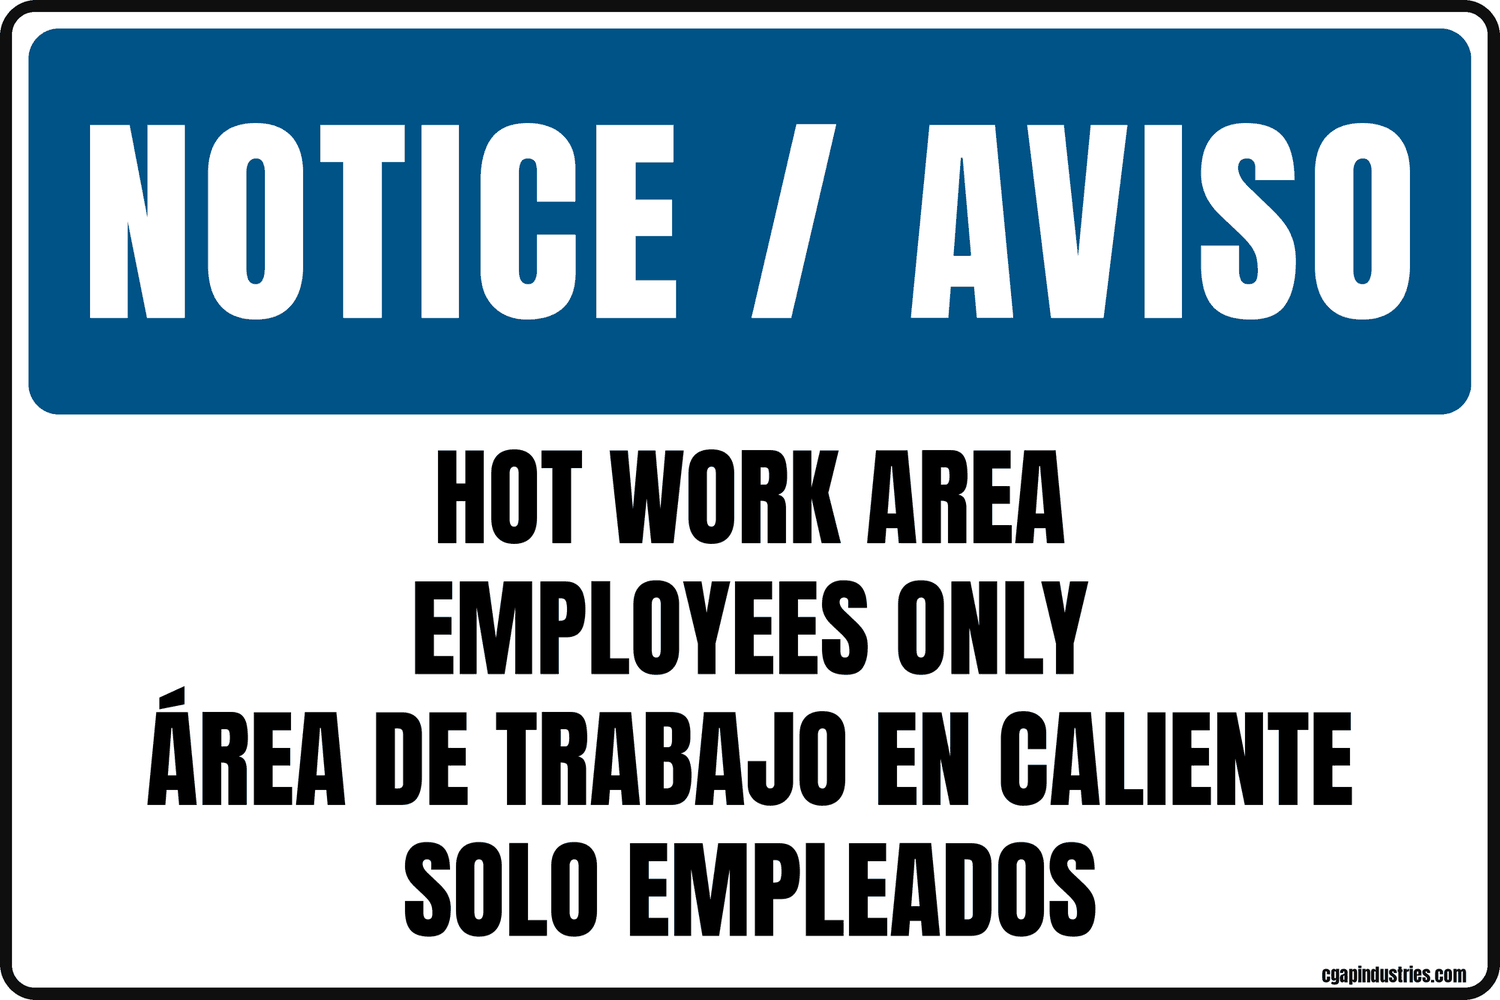 NOTICE / AVISO
HOT WORK AREA
EMPLOYEES ONLY
ÁREA DE TRABAJO EN CALIENTE
SOLO EMPLEADOS
cgapindustries.com